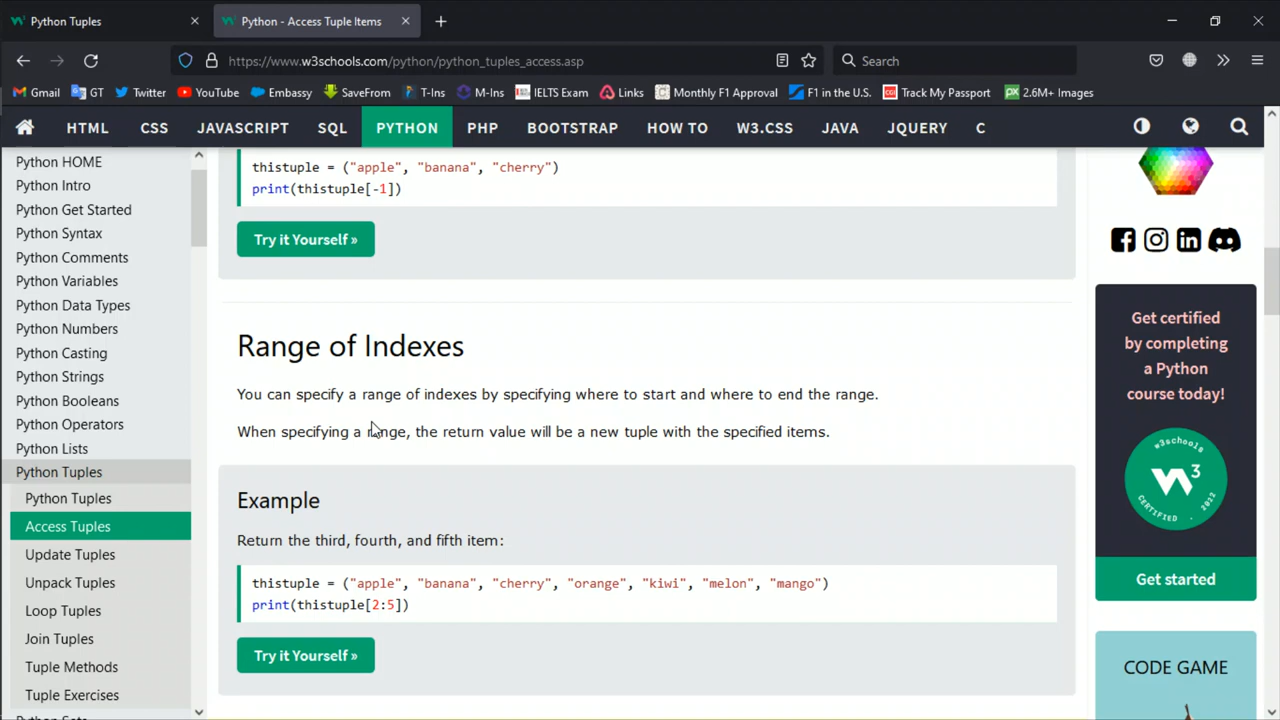 Python Tuples
Python - Access Tuple Items
https://www.w3schools.com/python/python_tuples_access.asp
Search
Gmail GT Twitter YouTube Embassy SaveFrom T-Ins M-Ins IELTS Exam Links Monthly F1 Approval F1 in the U.S. CGI Track My Passport px 2.6M+ Images
HTML CSS JAVASCRIPT SQL PYTHON PHP BOOTSTRAP HOW TO W3.CSS JAVA JQUERY C
Python HOME
Python Intro
Python Get Started
Python Syntax
Python Comments
Python Variables
Python Data Types
Python Numbers
Python Casting
Python Strings
Python Booleans
Python Operators
Python Lists
Python Tuples
Python Tuples
Access Tuples
Update Tuples
Unpack Tuples
Loop Tuples
Join Tuples
Tuple Methods
Tuple Exercises
Python Sets
thistuple = ("apple", "banana", "cherry")
print(thistuple[-1])
Try it Yourself »
Range of Indexes
You can specify a range of indexes by specifying where to start and where to end the range.
When specifying a range, the return value will be a new tuple with the specified items.
Example
Return the third, fourth, and fifth item:
thistuple = ("apple", "banana", "cherry", "orange", "kiwi", "melon", "mango")
print(thistuple[2:5])
Try it Yourself »
Get certified
by completing
a Python
course today!
w3schools
W3
CERTIFIED . 2022
Get started
CODE GAME